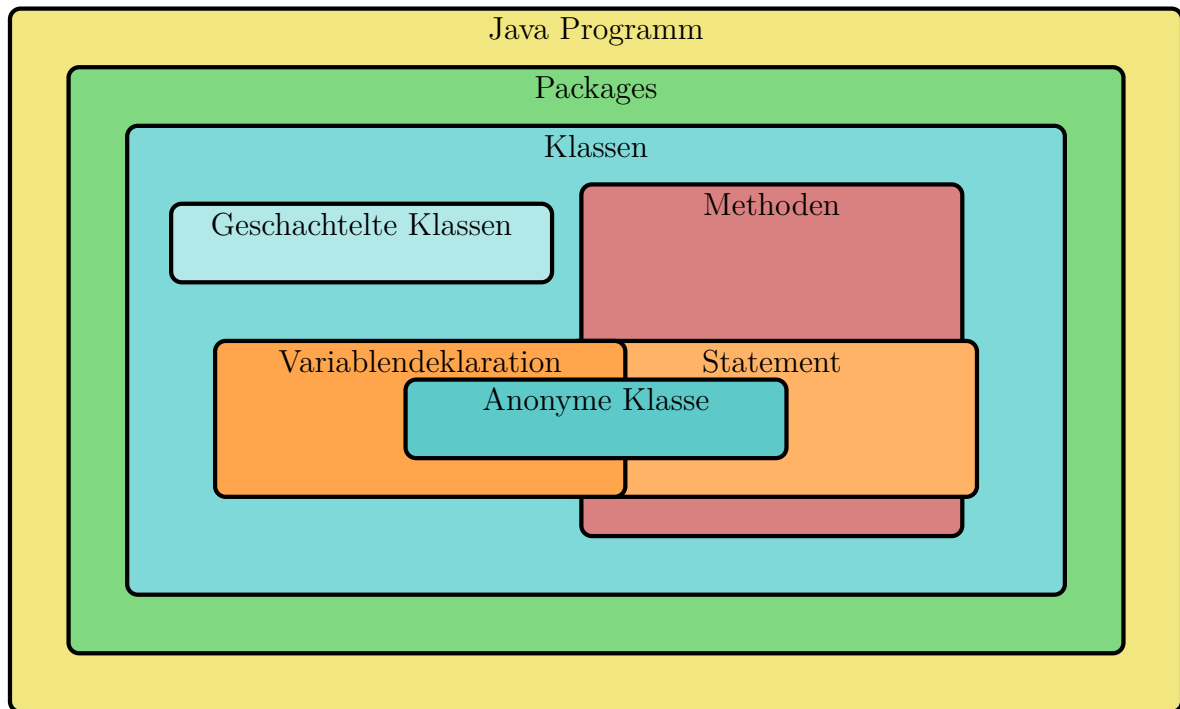 Java Programm
Packages
Klassen
Methoden
Geschachtelte Klassen
Variablendeklaration
Statement
Anonyme Klasse